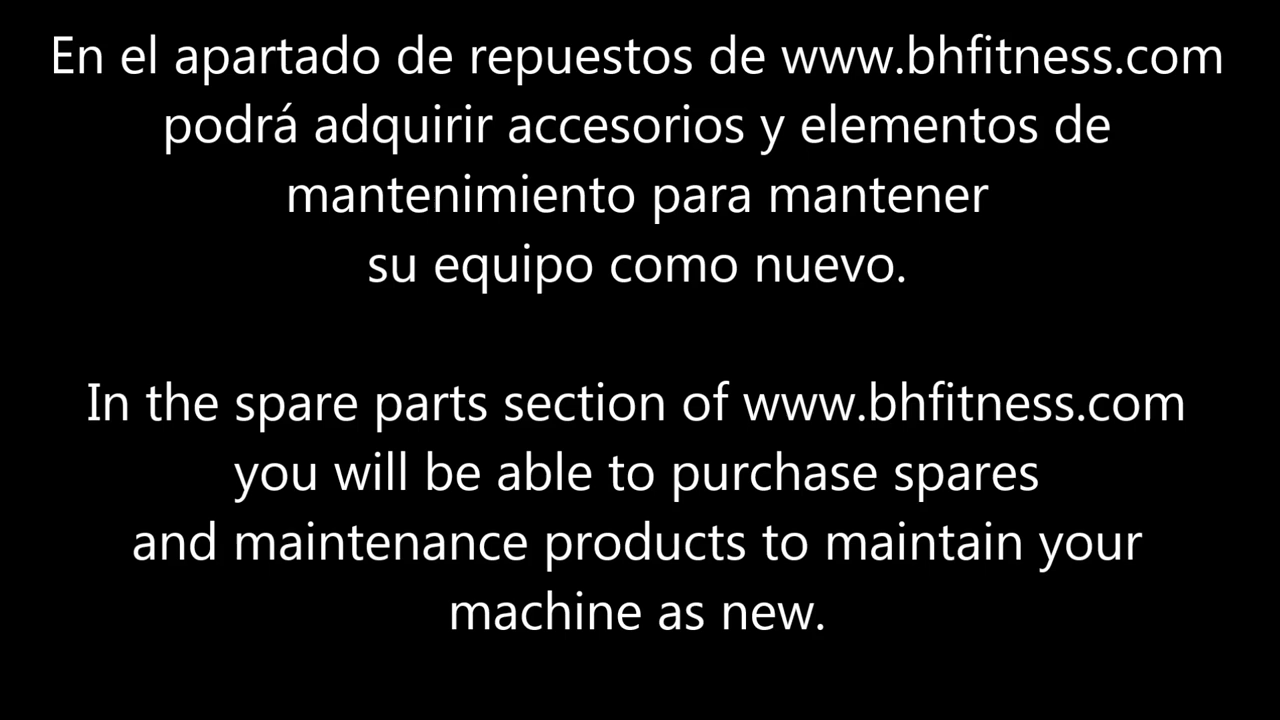 En el apartado de repuestos de www.bhfitness.com
podrá adquirir accesorios y elementos de
mantenimiento para mantener
su equipo como nuevo.
In the spare parts section of www.bhfitness.com
you will be able to purchase spares
and maintenance products to maintain your
machine as new.